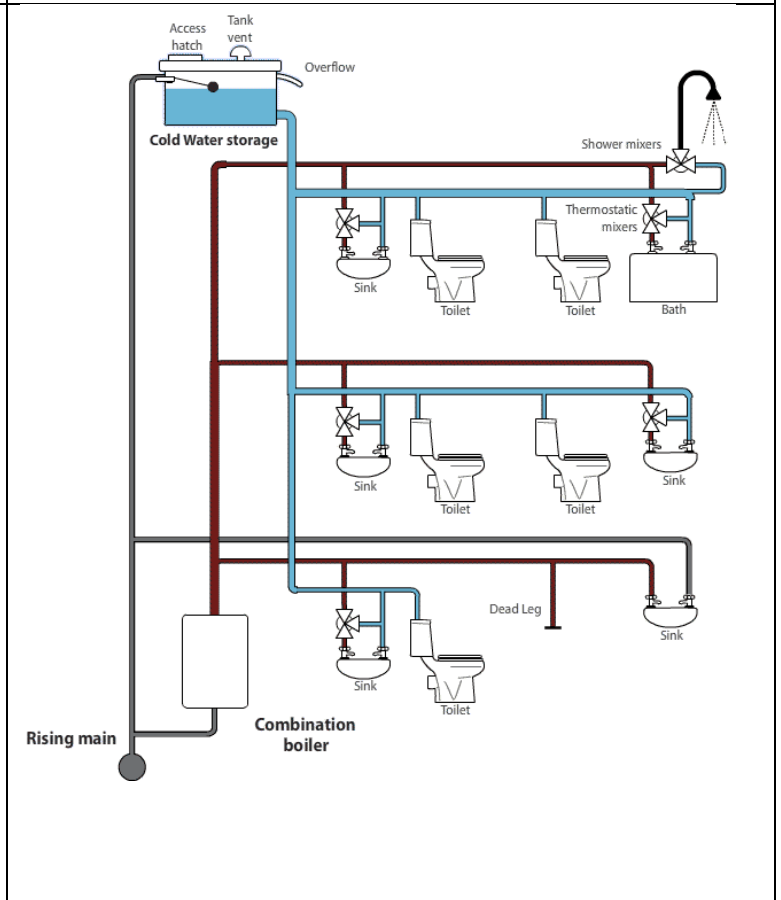 Access
hatch
Tank
vent
Overflow
Cold Water storage
Shower mixers
Thermostatic
mixers
Sink
Toilet
Toilet
Bath
Sink
Toilet
Toilet
Sink
Dead Leg
Sink
Sink
Toilet
Rising main
Combination
boiler